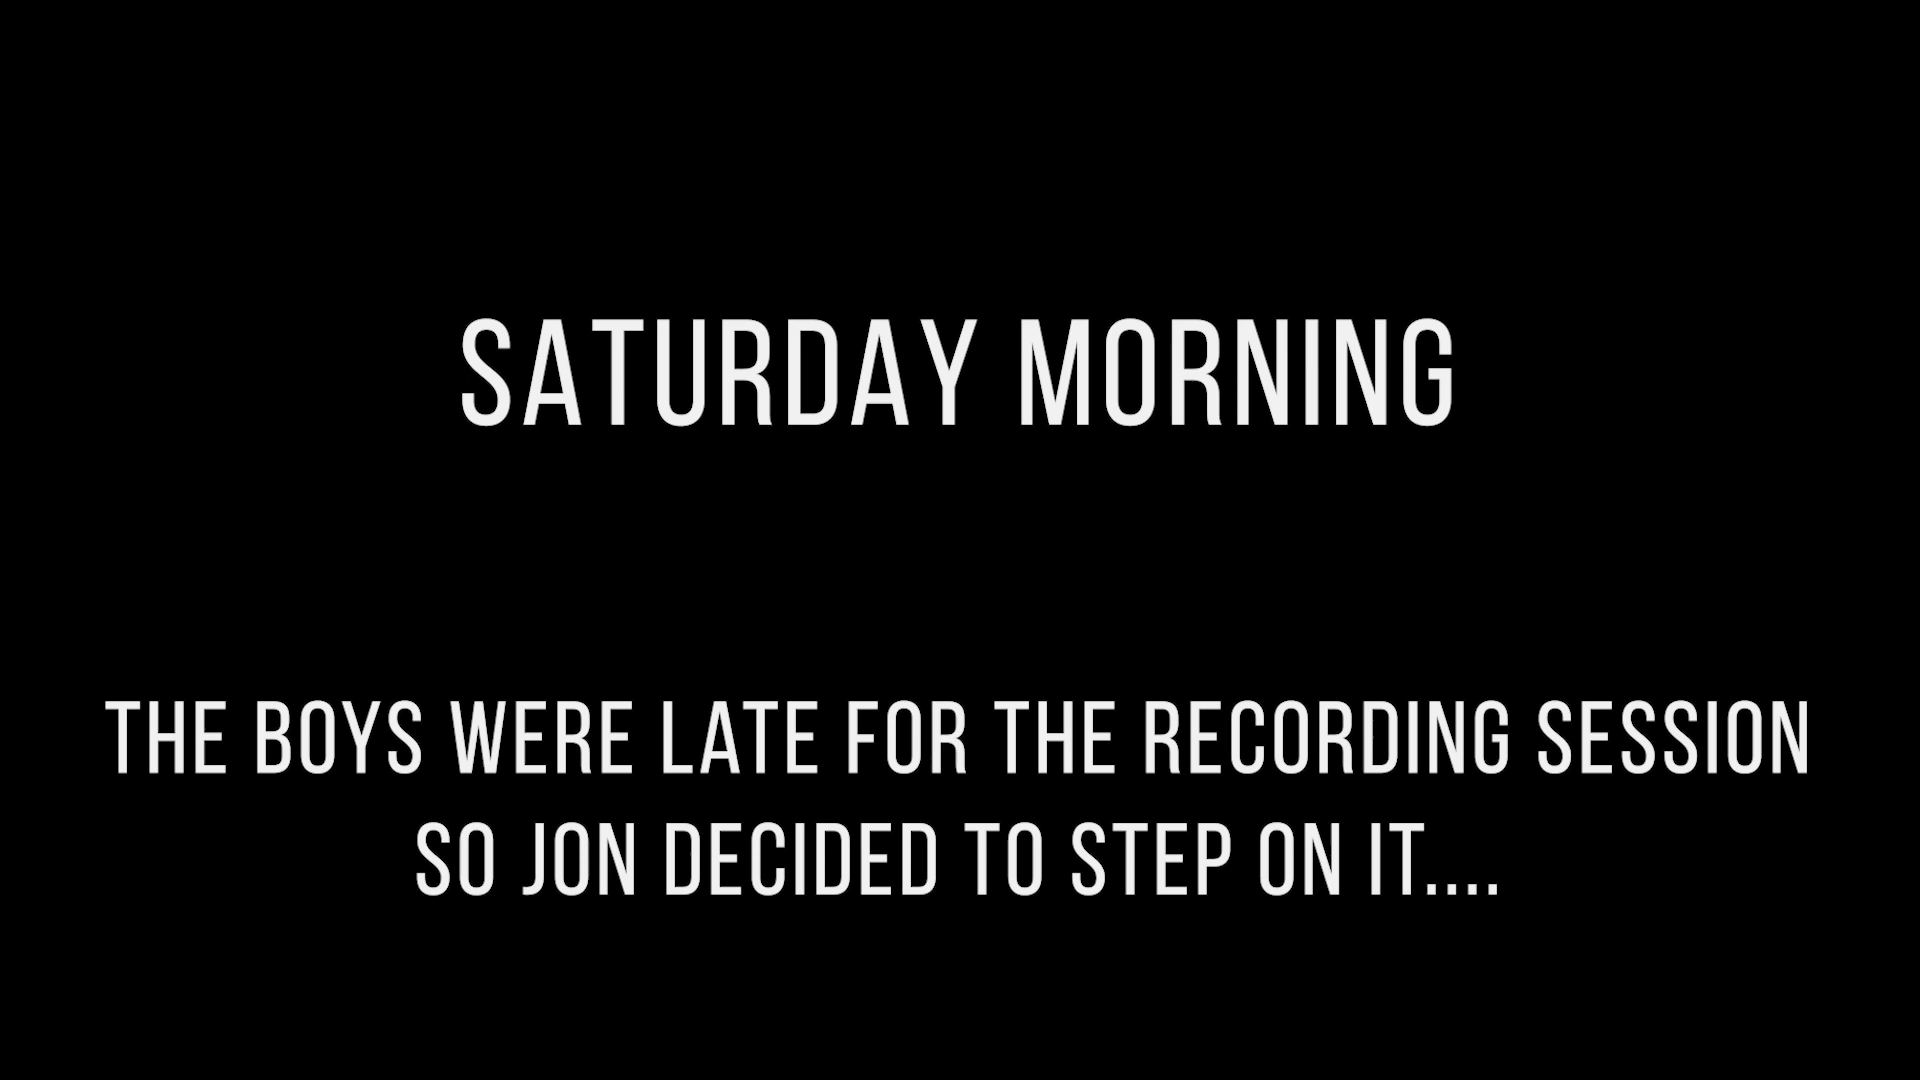 SATURDAY MORNING
THE BOYS WERE LATE FOR THE RECORDING SESSION
SO JON DECIDED TO STEP ON IT....